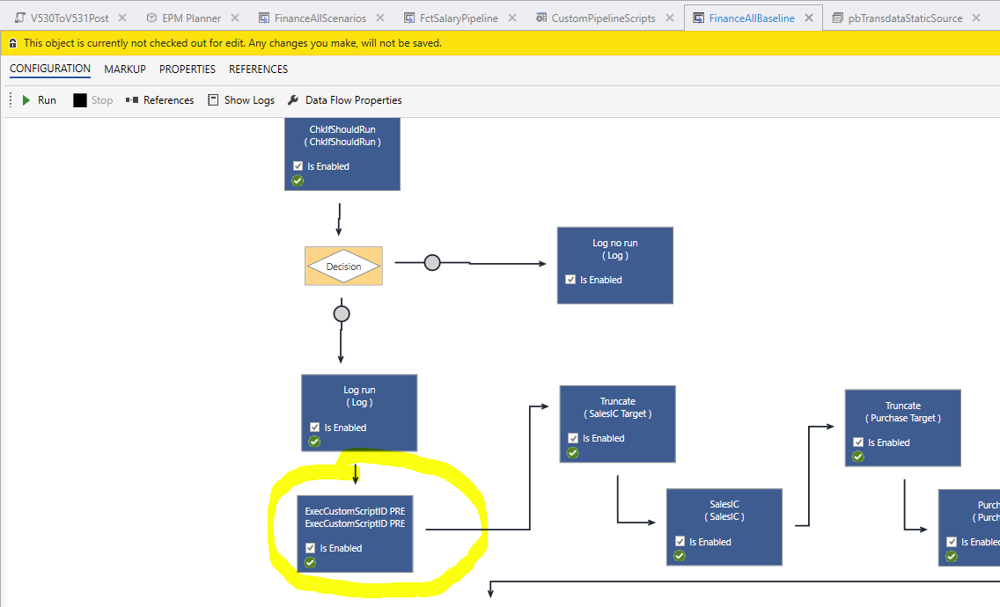 V530ToV531Post
EPM Planner
FinanceAllScenarios
FctSalaryPipeline
CustomPipelineScripts
FinanceAllBaseline
pbTransdataStaticSource
This object is currently not checked out for edit. Any changes you make, will not be saved.
CONFIGURATION
MARKUP
PROPERTIES
REFERENCES
Run
Stop
References
Show Logs
Data Flow Properties
ChkIfShouldRun
( ChkIfShouldRun )
Is Enabled
Decision
Log no run
( Log )
Is Enabled
Log run
( Log )
Is Enabled
Truncate
( SalesIC Target )
Is Enabled
Truncate
( Purchase Target )
Is Enabled
ExecCustomScriptID PRE
ExecCustomScriptID PRE
Is Enabled
SalesIC
( SalesIC )
Is Enabled
Purch
( Purch
Is Enabled